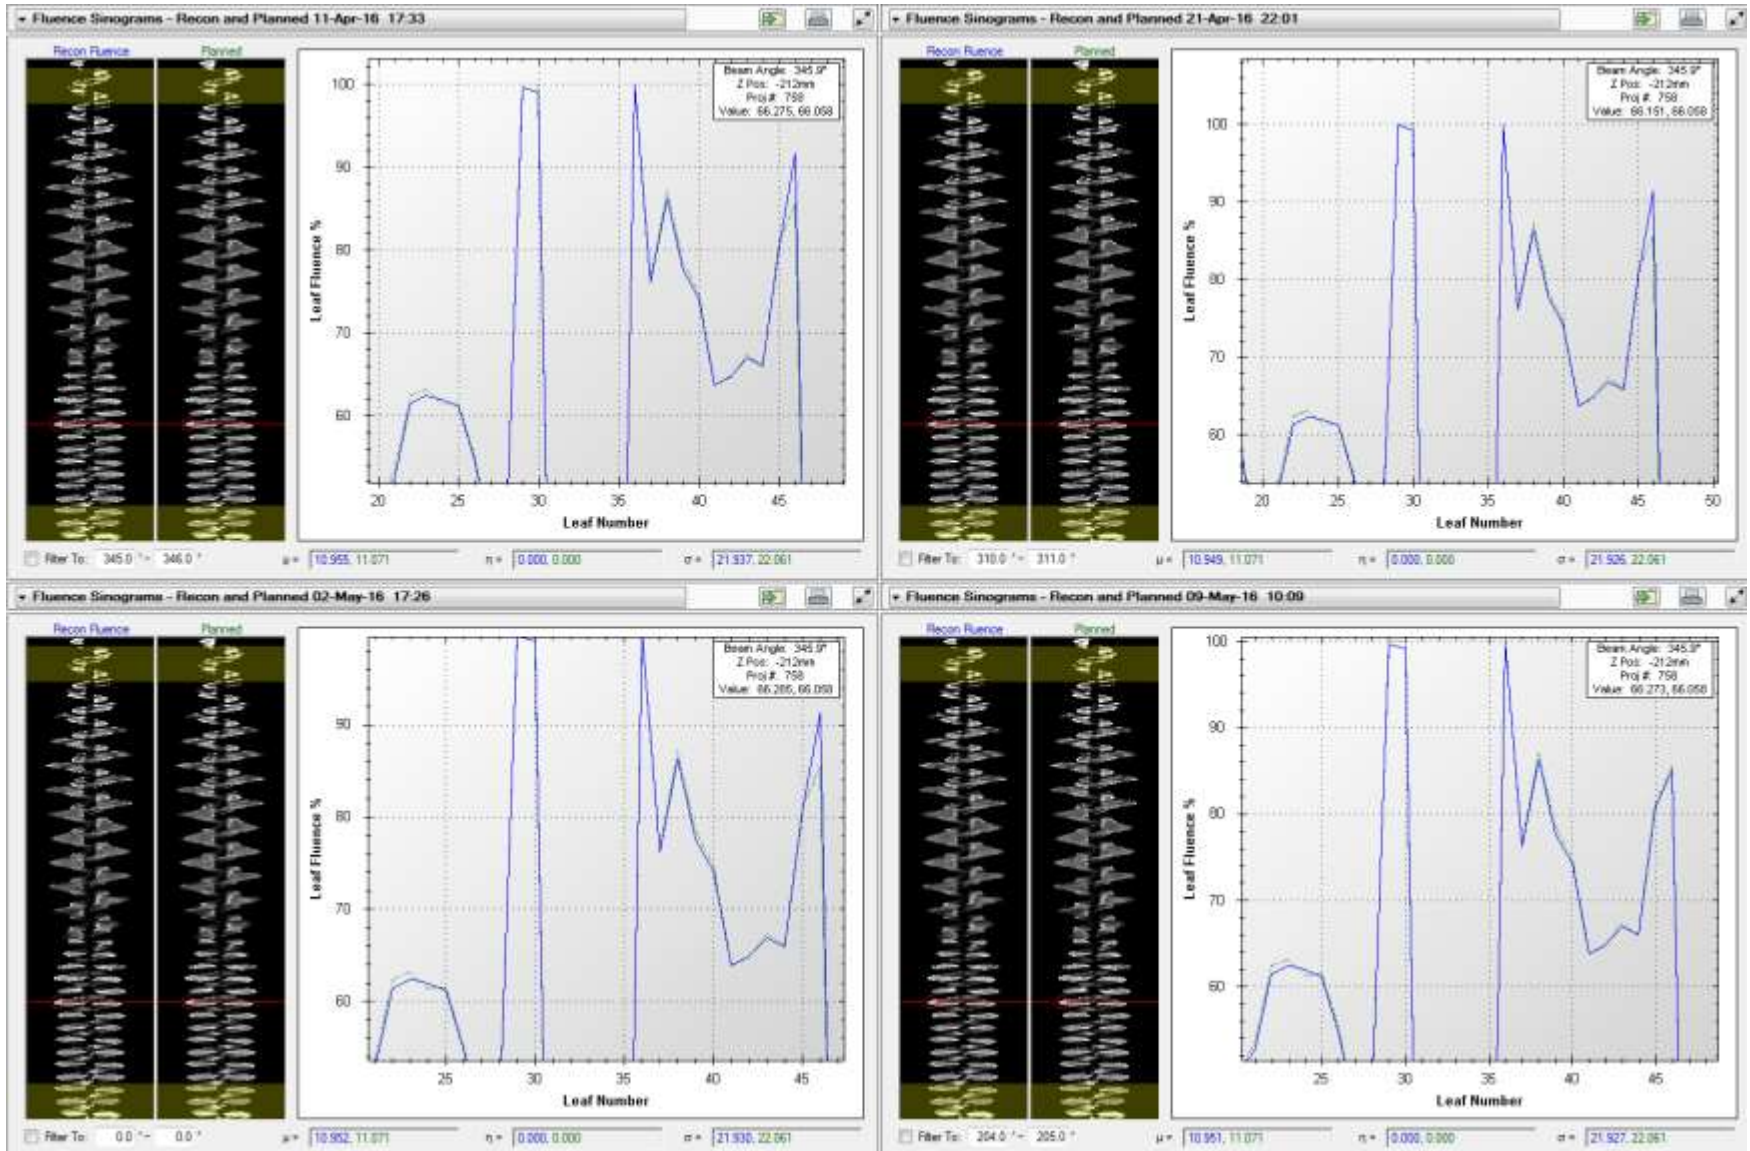 Fluence Sinograms - Recon and Planned 11-Apr-16 17:33
Recon Fluence Planned
Beam Angle: 345.9°
Z Pos: -212mm
Proj #: 758
Value: 66.275, 66.058
100
90
80
70
60
Leaf Fluence %
20 25 30 35 40 45
Leaf Number
Filter To: 345.0 ° - 346.0 ° μ = 10.955, 11.071 η = 0.000, 0.000 σ = 21.937, 22.061
Fluence Sinograms - Recon and Planned 21-Apr-16 22:01
Recon Fluence Planned
Beam Angle: 345.9°
Z Pos: -212mm
Proj #: 758
Value: 66.151, 66.058
100
90
80
70
60
Leaf Fluence %
20 25 30 35 40 45 50
Leaf Number
Filter To: 310.0 ° - 311.0 ° μ = 10.949, 11.071 η = 0.000, 0.000 σ = 21.926, 22.061
Fluence Sinograms - Recon and Planned 02-May-16 17:26
Recon Fluence Planned
Beam Angle: 345.9°
Z Pos: -212mm
Proj #: 758
Value: 66.285, 66.058
90
80
70
60
Leaf Fluence %
25 30 35 40 45
Leaf Number
Filter To: 0.0 ° - 0.0 ° μ = 10.952, 11.071 η = 0.000, 0.000 σ = 21.930, 22.061
Fluence Sinograms - Recon and Planned 09-May-16 10:09
Recon Fluence Planned
Beam Angle: 345.9°
Z Pos: -212mm
Proj #: 758
Value: 66.273, 66.058
100
90
80
70
60
Leaf Fluence %
25 30 35 40 45
Leaf Number
Filter To: 204.0 ° - 205.0 ° μ = 10.951, 11.071 η = 0.000, 0.000 σ = 21.927, 22.061